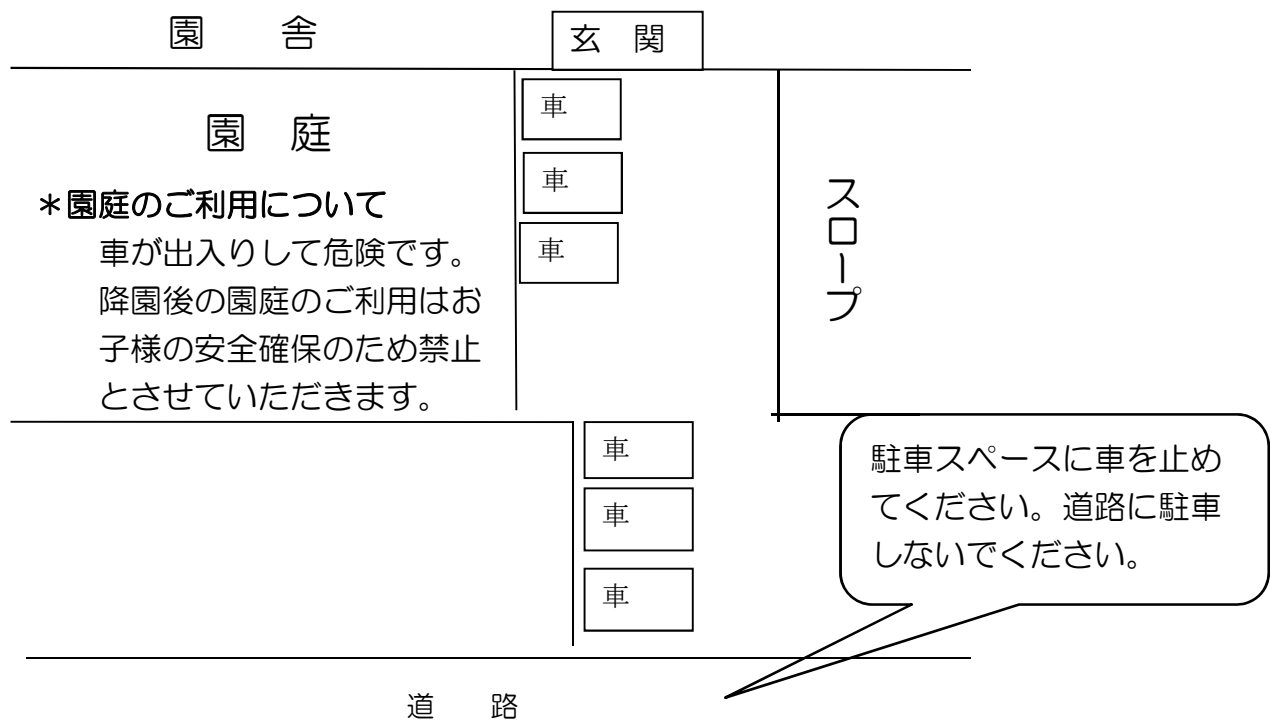 園　舎
玄　関
園　庭
車
車
車
＊園庭のご利用について
車が出入りして危険です。
降園後の園庭のご利用はお
子様の安全確保のため禁止
とさせていただきます。
スロープ
車
車
車
駐車スペースに車を止め
てください。道路に駐車
しないでください。
道　路